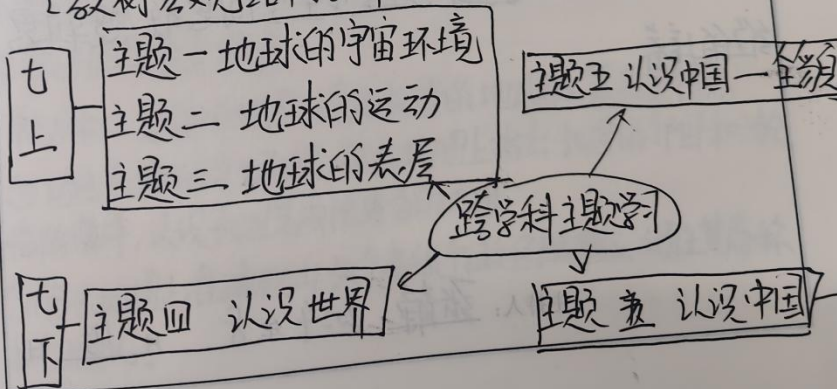 七上
主题一 地球的宇宙环境
主题二 地球的运动
主题三 地球的表层
主题五 认识中国—全貌
跨学科主题学习
七下
主题四 认识世界
主题 五 认识中国